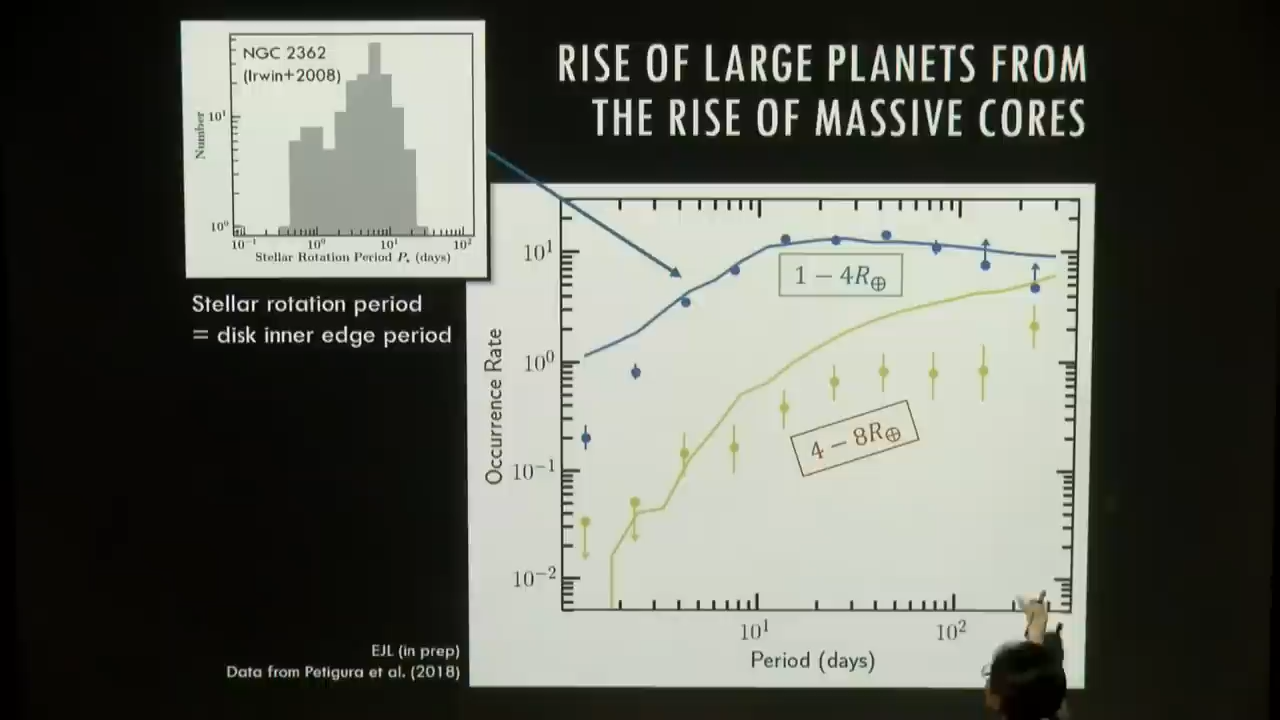 RISE OF LARGE PLANETS FROM
THE RISE OF MASSIVE CORES
NGC 2362
(Irwin+2008)
Number
10¹
10⁰
10⁻¹ 10⁰ 10¹ 10²
Stellar Rotation Period P⋆ (days)
Stellar rotation period
= disk inner edge period
Occurrence Rate
10¹
10⁰
10⁻¹
10⁻²
1 − 4R⊕
4 − 8R⊕
10¹ 10²
Period (days)
EJL (in prep)
Data from Petigura et al. (2018)